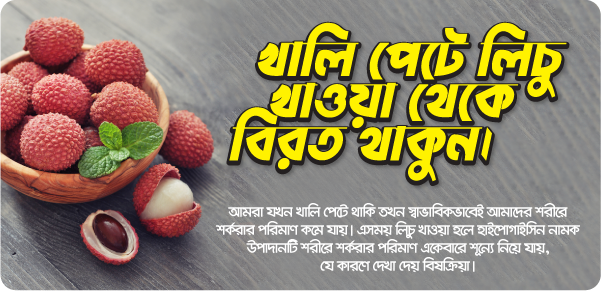 খালি পেটে লিচু
খাওয়া থেকে
বিরত থাকুন।
আমরা যখন খালি পেটে থাকি তখন স্বাভাবিকভাবেই আমাদের শরীরে
শর্করার পরিমাণ কমে যায়। এসময় লিচু খাওয়া হলে হাইপোগাইসিন নামক
উপাদানটি শরীরে শর্করার পরিমাণ একেবারে শূন্যে নিয়ে যায়,
যে কারণে দেখা দেয় বিষক্রিয়া।